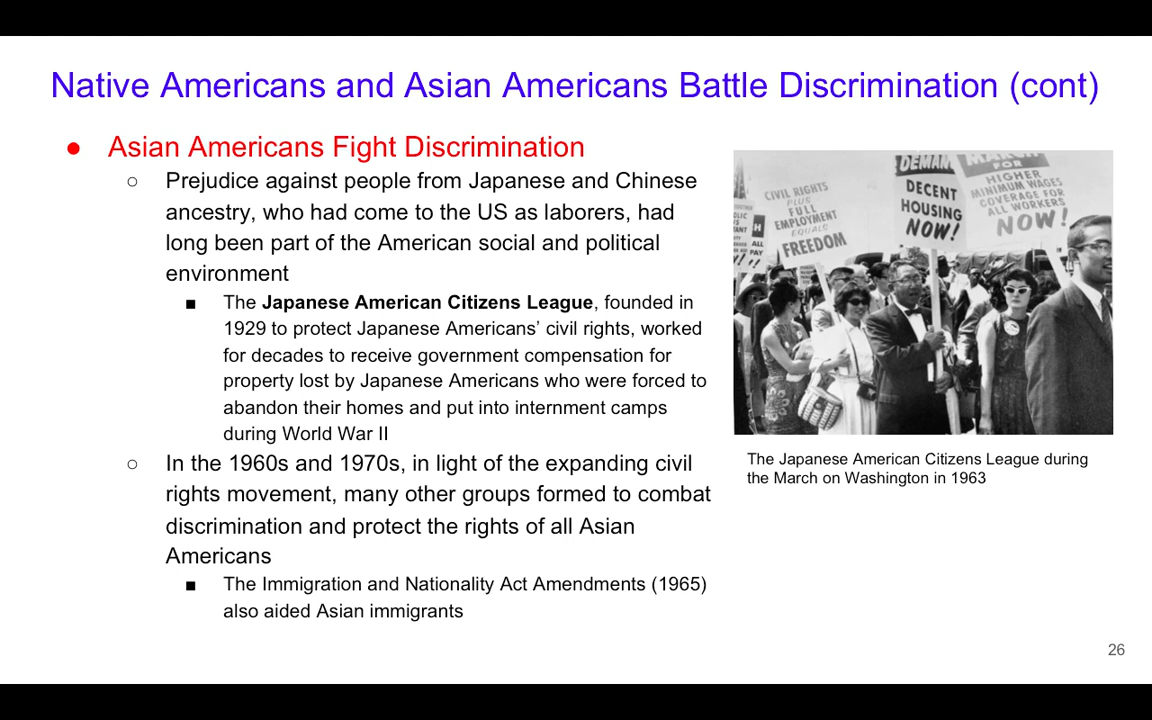 Native Americans and Asian Americans Battle Discrimination (cont)
● Asian Americans Fight Discrimination
○ Prejudice against people from Japanese and Chinese
ancestry, who had come to the US as laborers, had
long been part of the American social and political
environment
■ The Japanese American Citizens League, founded in
1929 to protect Japanese Americans’ civil rights, worked
for decades to receive government compensation for
property lost by Japanese Americans who were forced to
abandon their homes and put into internment camps
during World War II
○ In the 1960s and 1970s, in light of the expanding civil
rights movement, many other groups formed to combat
discrimination and protect the rights of all Asian
Americans
■ The Immigration and Nationality Act Amendments (1965)
also aided Asian immigrants
CIVIL RIGHTS
PLUS
FULL
EMPLOYMENT
EQUALS
FREEDOM
DEMAND
DECENT
HOUSING
NOW!
FOR
HIGHER
MINIMUM WAGES
COVERAGE FOR
ALL WORKERS
NOW!
ALL
PAY
The Japanese American Citizens League during
the March on Washington in 1963
26